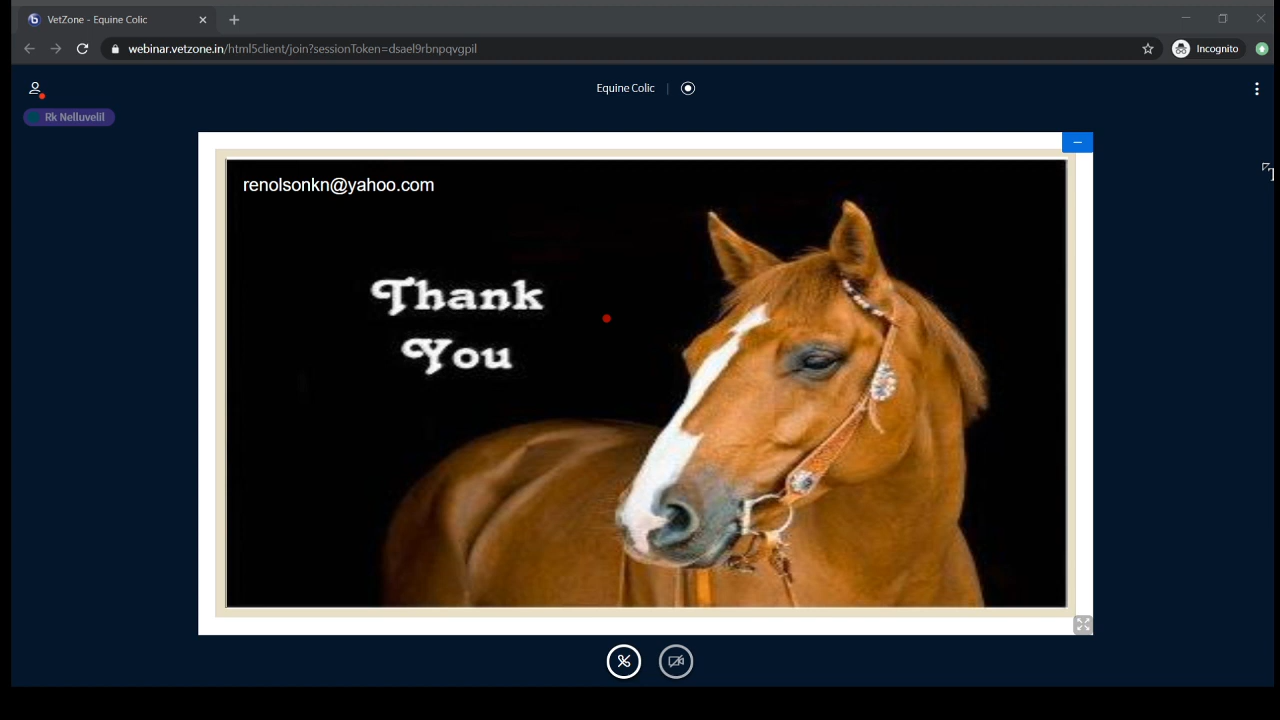 VetZone - Equine Colic
webinar.vetzone.in/html5client/join?sessionToken=dsael9rbnpqvgpil
Incognito
Equine Colic
Rk Nelluvelil
renolsonkn@yahoo.com
Thank
You